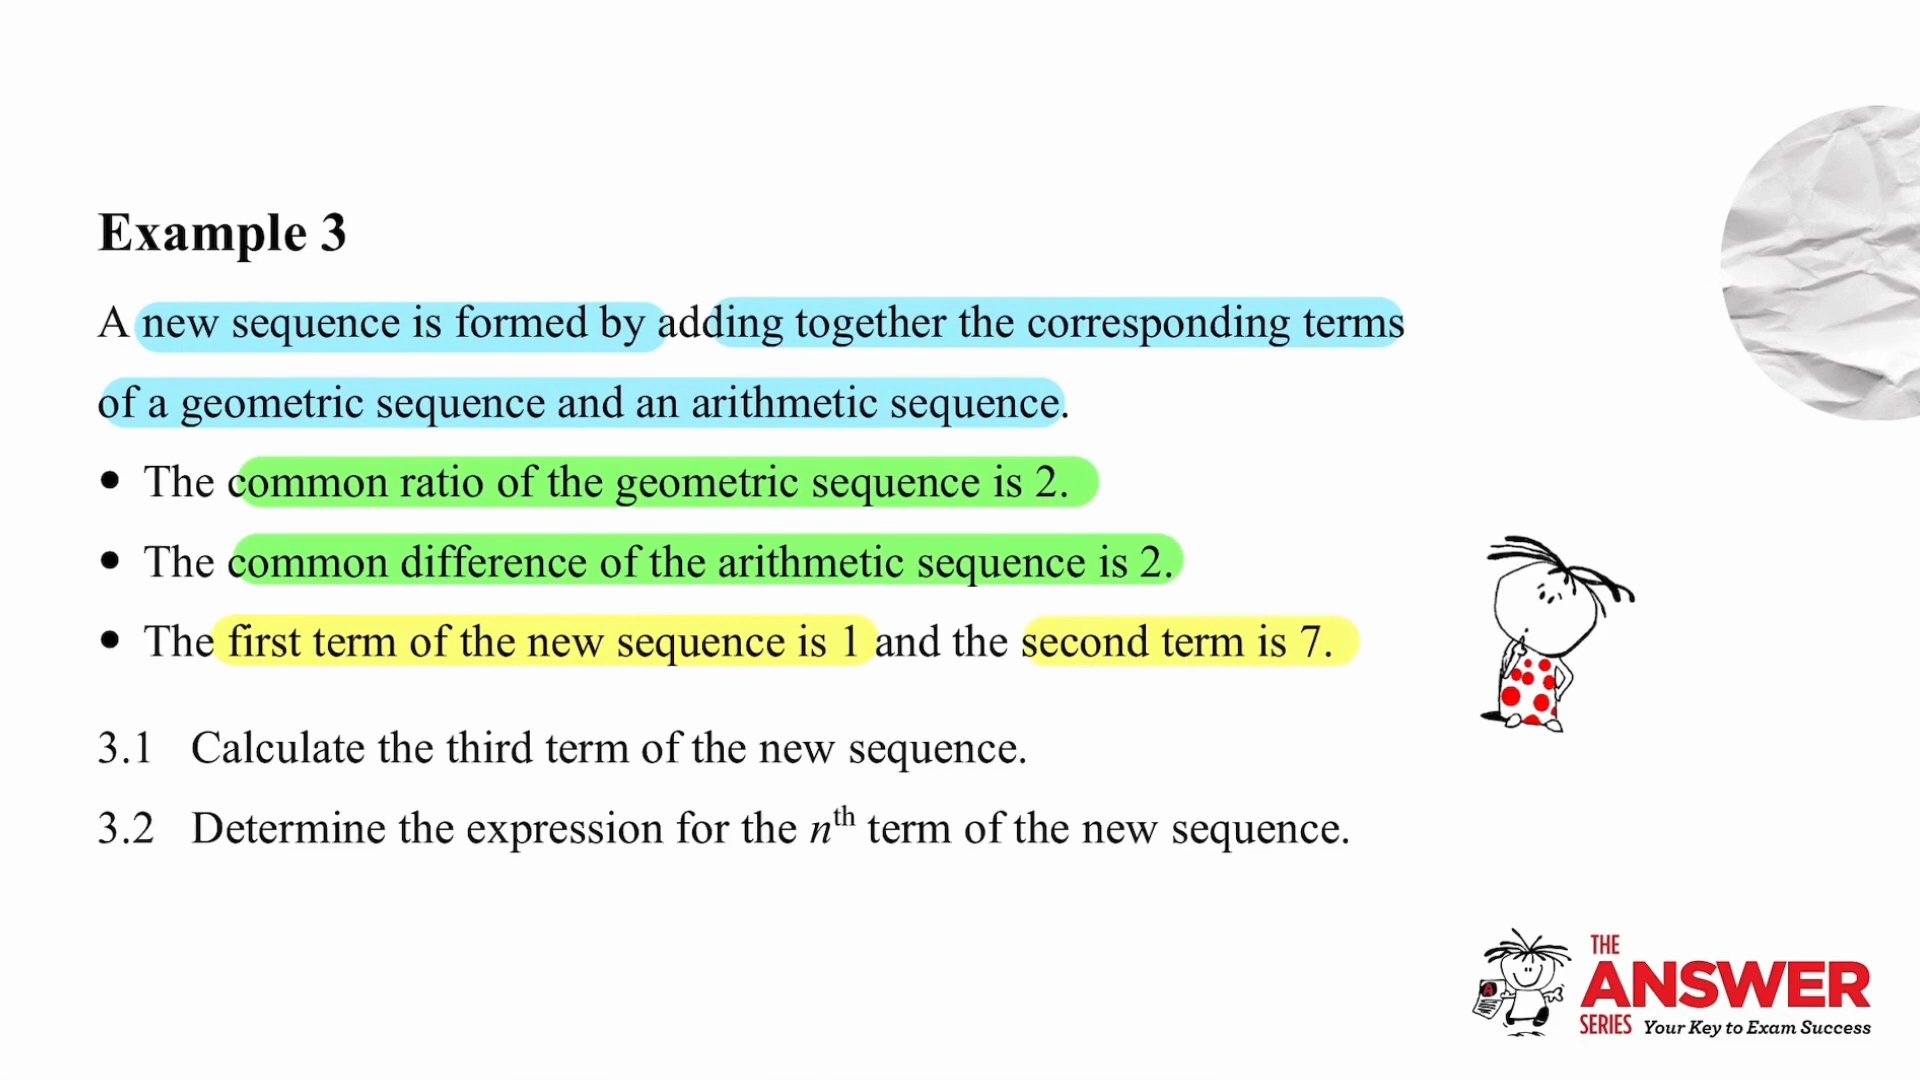 Example 3
A new sequence is formed by adding together the corresponding terms
of a geometric sequence and an arithmetic sequence.
• The common ratio of the geometric sequence is 2.
• The common difference of the arithmetic sequence is 2.
• The first term of the new sequence is 1 and the second term is 7.
3.1 Calculate the third term of the new sequence.
3.2 Determine the expression for the nth term of the new sequence.
THE
ANSWER
SERIES Your Key to Exam Success
A